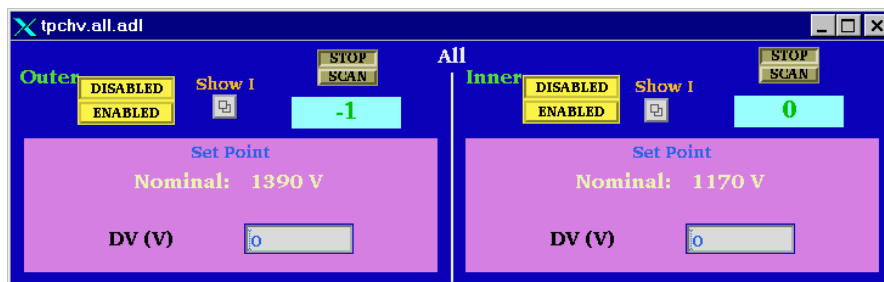 tpchv.all.adl
All
Outer
DISABLED
ENABLED
Show I
STOP
SCAN
-1
Set Point
Nominal: 1390 V
DV (V) 0
Inner
DISABLED
ENABLED
Show I
STOP
SCAN
0
Set Point
Nominal: 1170 V
DV (V) 0